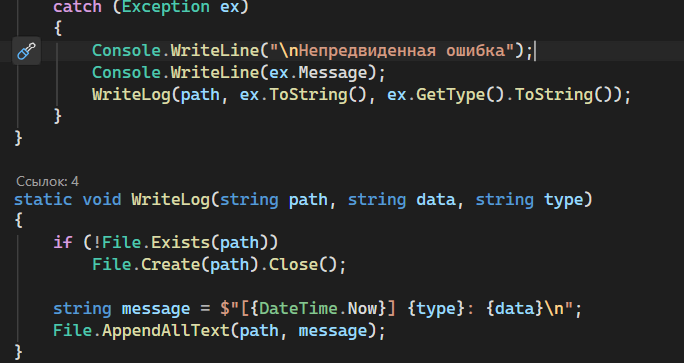 catch (Exception ex)
{
Console.WriteLine("\nНепредвиденная ошибка");
Console.WriteLine(ex.Message);
WriteLog(path, ex.ToString(), ex.GetType().ToString());
}
}
Ссылок: 4
static void WriteLog(string path, string data, string type)
{
if (!File.Exists(path))
File.Create(path).Close();
string message = $"[{DateTime.Now}] {type}: {data}\n";
File.AppendAllText(path, message);
}